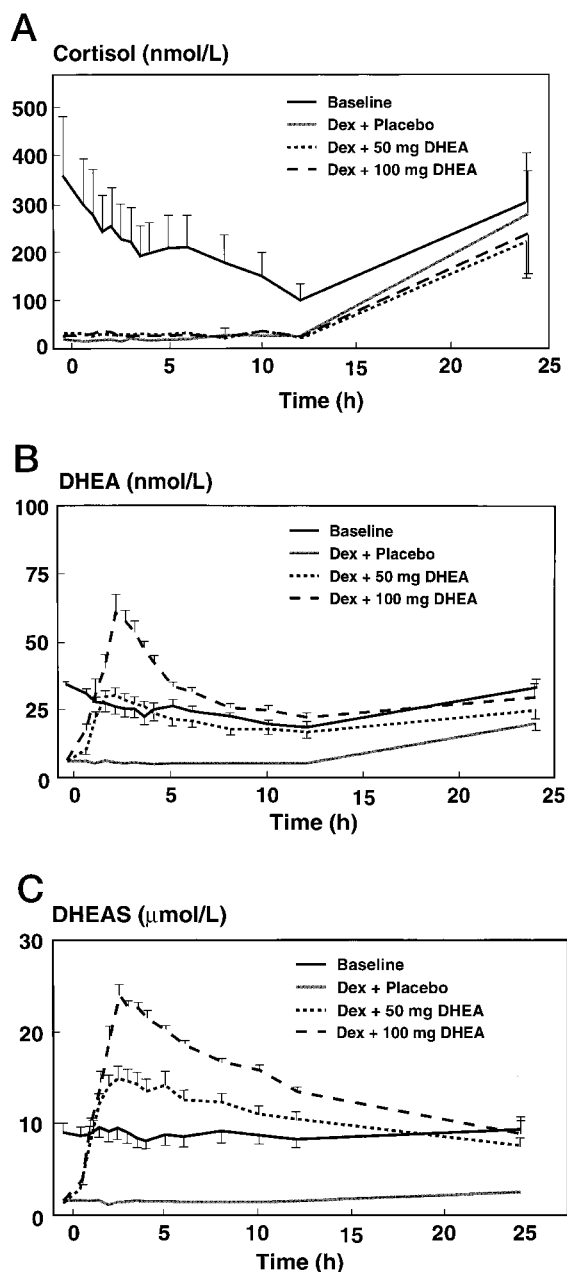 A
Cortisol (nmol/L)
500
400
300
200
100
0
Baseline
Dex + Placebo
Dex + 50 mg DHEA
Dex + 100 mg DHEA
0 5 10 15 20 25
Time (h)
B
DHEA (nmol/L)
100
75
50
25
0
Baseline
Dex + Placebo
Dex + 50 mg DHEA
Dex + 100 mg DHEA
0 5 10 15 20 25
Time (h)
C
DHEAS (µmol/L)
30
20
10
0
Baseline
Dex + Placebo
Dex + 50 mg DHEA
Dex + 100 mg DHEA
0 5 10 15 20 25
Time (h)